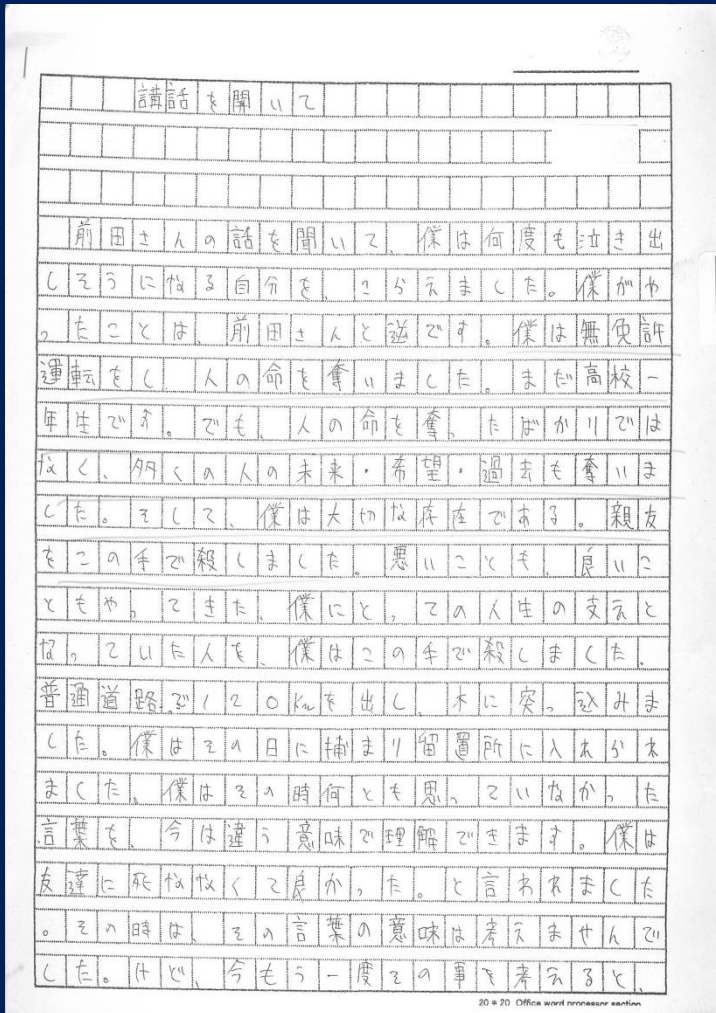 講話を聞いて
前田さんの話を聞いて、僕は何度も泣き出
しそうになる自分を、こらえました。僕がや
ったことは、前田さんと逆です。僕は無免許
運転をし、人の命を奪いました。まだ高校一
年生です。でも、人の命を奪ったばかりでは
なく、多くの人の未来・希望・過去も奪いま
した。そして、僕は大切な存在である。親友
をこの手で殺しました。悪いことも、良いこ
ともやってきた、僕にとっての人生の支えと
なっていた人を、僕はこの手で殺しました。
普通道路で120kmを出し、木に突っ込みま
した。僕はその日に捕まり留置所に入れられ
ました。僕はその時何とも思っていなかった
言葉を、今は違う意味で理解できます。僕は
友達に死ななくて良かった。と言われました
。その時は、その言葉の意味は考えませんで
した。けど、今もう一度その事を考えると、
20＊20 Office word processor section
1